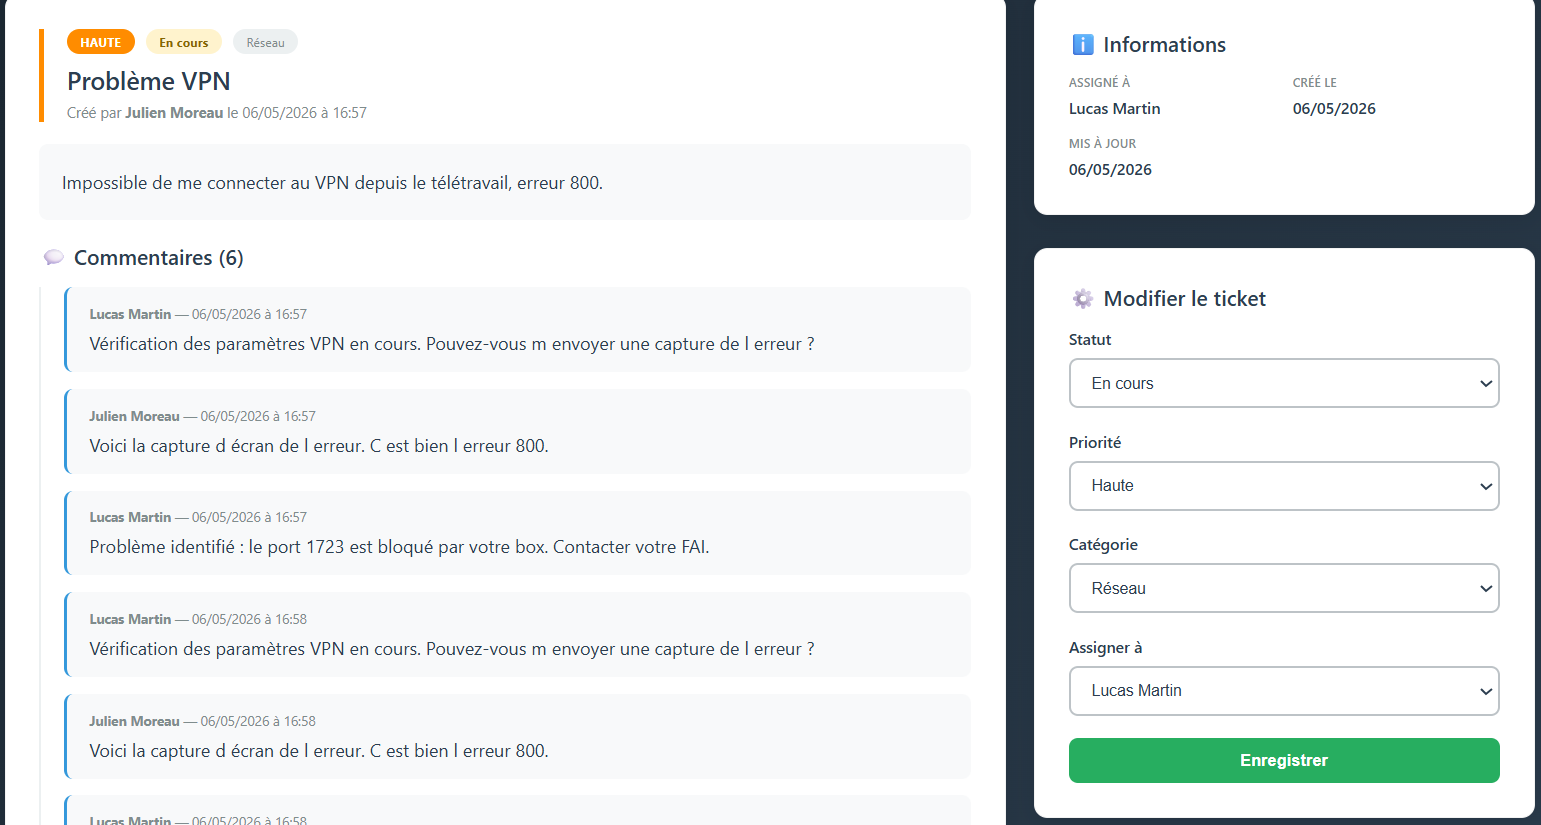 HAUTE En cours Réseau
Problème VPN
Créé par Julien Moreau le 06/05/2026 à 16:57
Impossible de me connecter au VPN depuis le télétravail, erreur 800.
Commentaires (6)
Lucas Martin — 06/05/2026 à 16:57
Vérification des paramètres VPN en cours. Pouvez-vous m envoyer une capture de l erreur ?
Julien Moreau — 06/05/2026 à 16:57
Voici la capture d écran de l erreur. C est bien l erreur 800.
Lucas Martin — 06/05/2026 à 16:57
Problème identifié : le port 1723 est bloqué par votre box. Contacter votre FAI.
Lucas Martin — 06/05/2026 à 16:58
Vérification des paramètres VPN en cours. Pouvez-vous m envoyer une capture de l erreur ?
Julien Moreau — 06/05/2026 à 16:58
Voici la capture d écran de l erreur. C est bien l erreur 800.
Lucas Martin — 06/05/2026 à 16:58
Informations
ASSIGNÉ À
Lucas Martin
CRÉÉ LE
06/05/2026
MIS À JOUR
06/05/2026
Modifier le ticket
Statut
En cours
Priorité
Haute
Catégorie
Réseau
Assigner à
Lucas Martin
Enregistrer